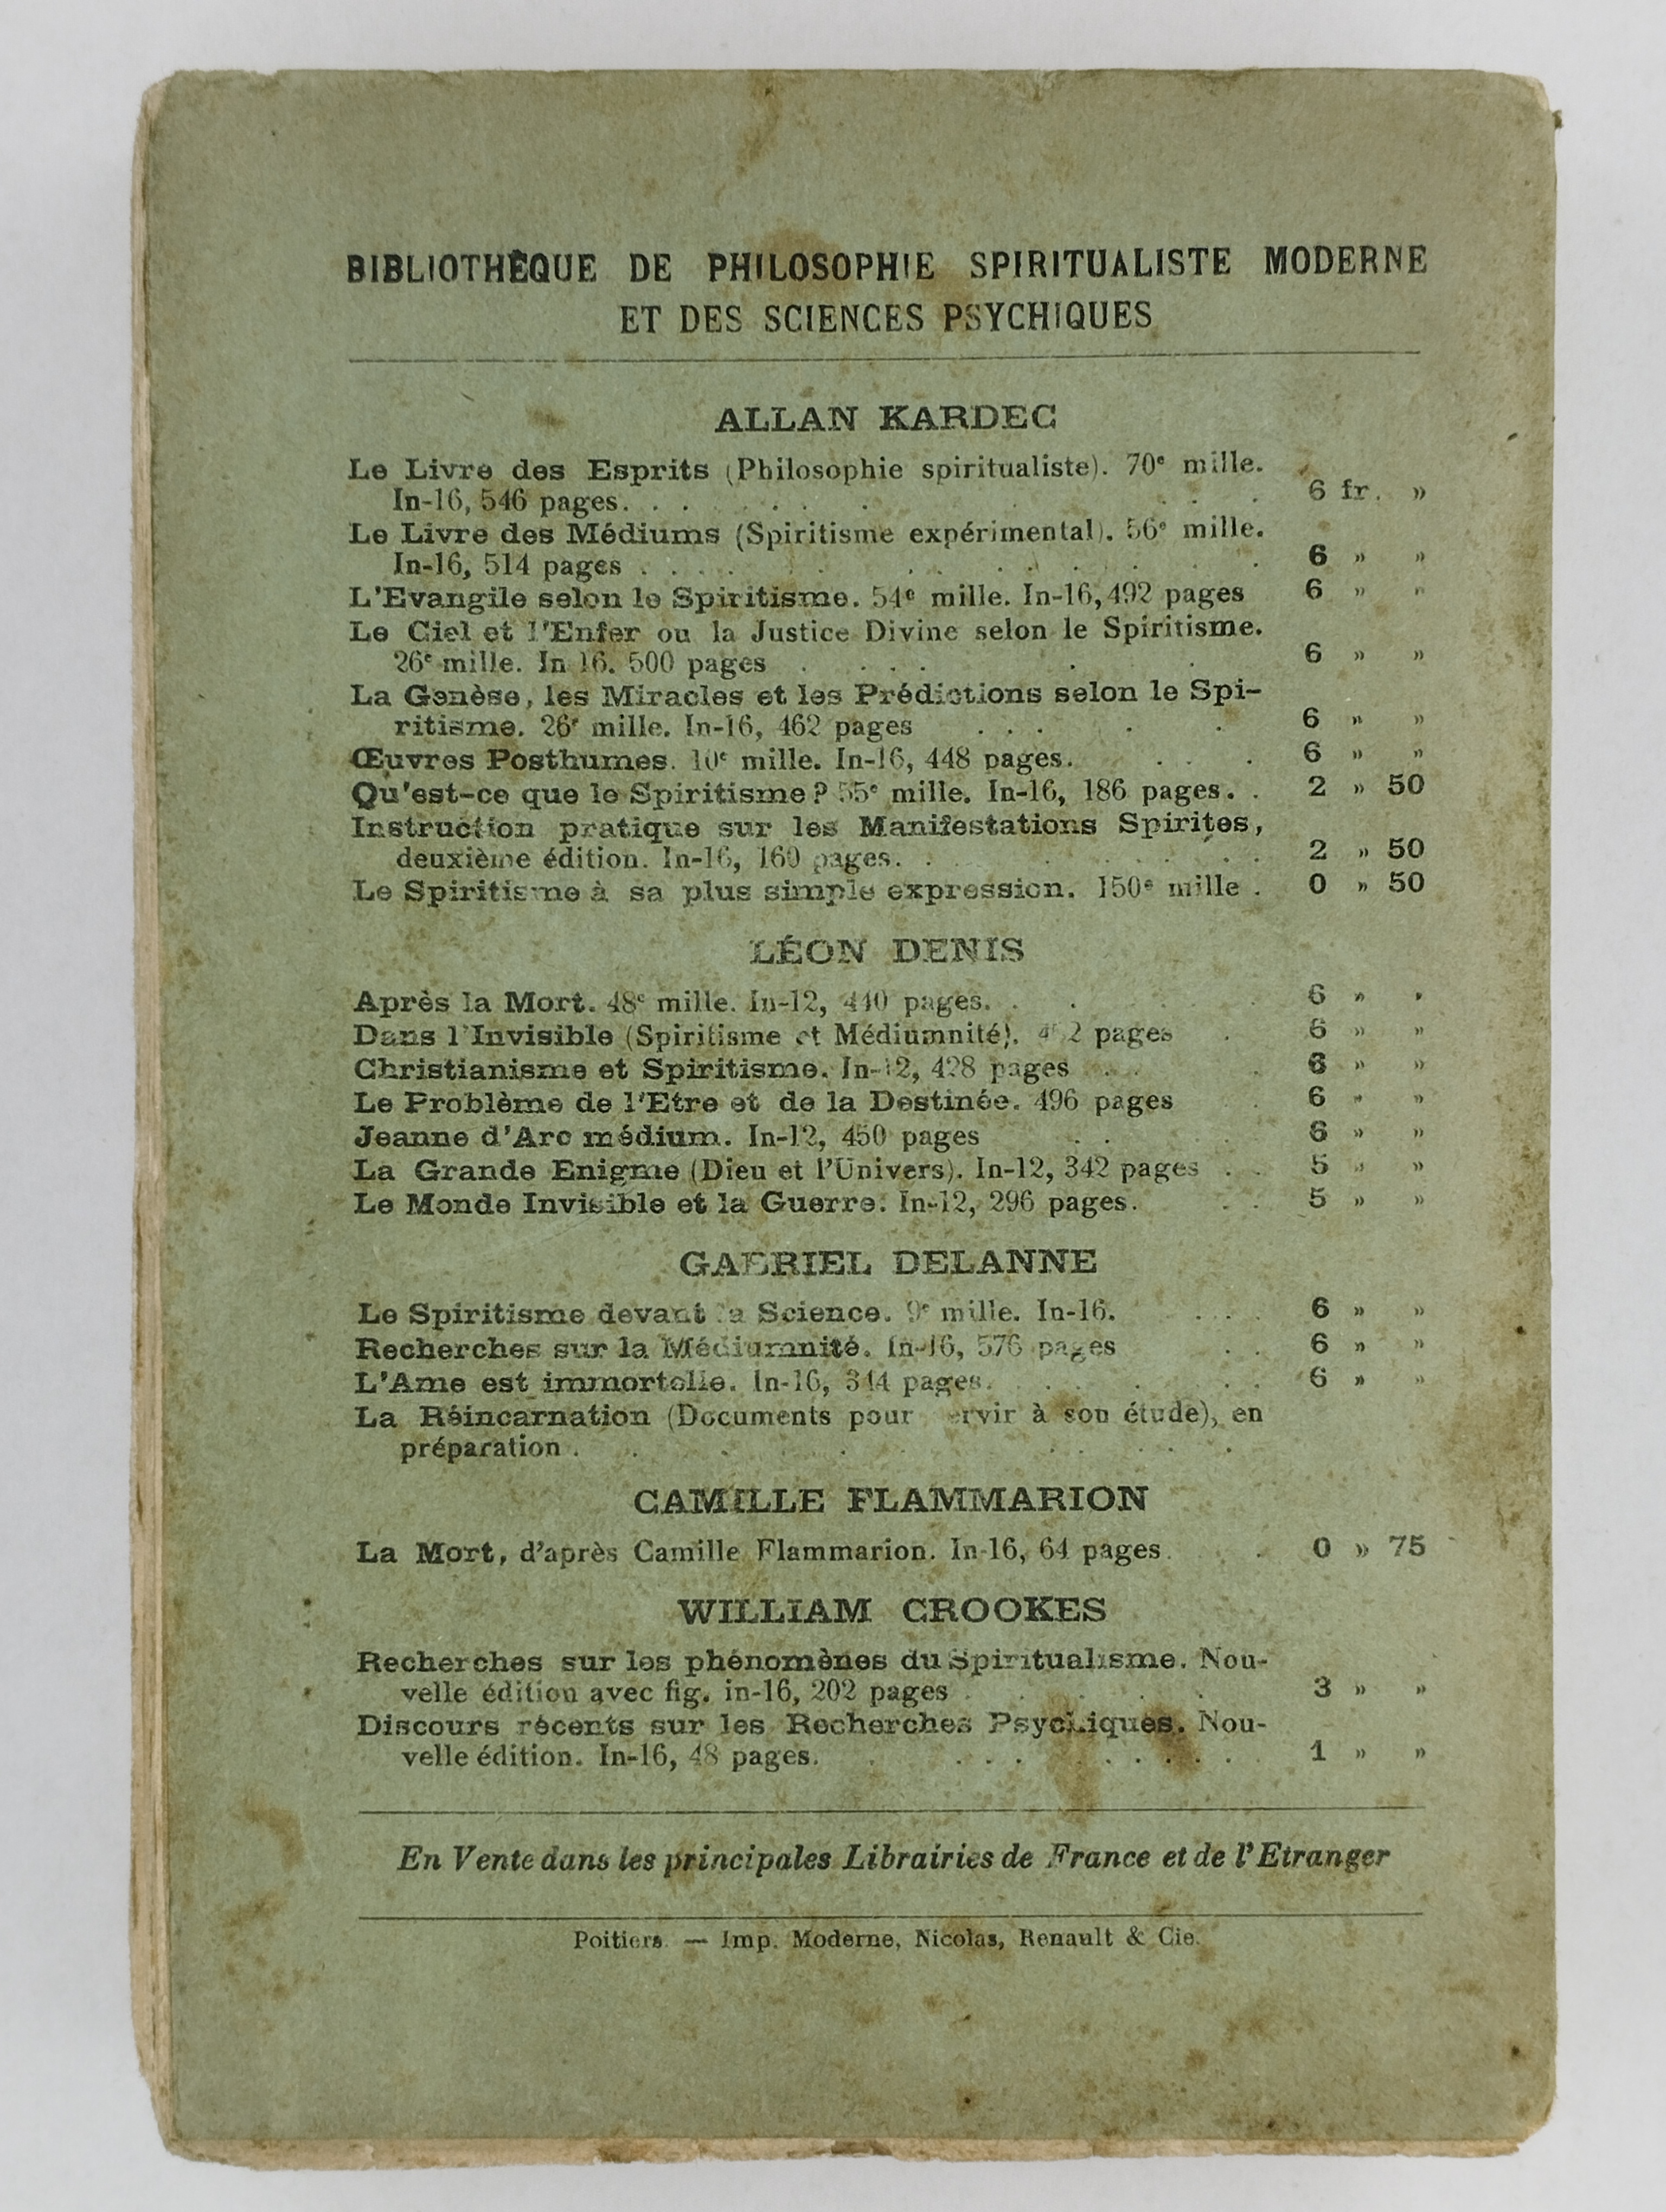 BIBLIOTHÈQUE DE PHILOSOPHIE SPIRITUALISTE MODERNE
ET DES SCIENCES PSYCHIQUES
ALLAN KARDEC
Le Livre des Esprits (Philosophie spiritualiste). 70e mille.
In-16, 546 pages. . . . . . . . . . 6 fr. »
Le Livre des Médiums (Spiritisme expérimental). 56e mille.
In-16, 514 pages . . . . . . . . . . 6 » »
L'Evangile selon le Spiritisme. 54e mille. In-16, 492 pages 6 » »
Le Ciel et l'Enfer ou la Justice Divine selon le Spiritisme.
26e mille. In 16. 500 pages . . . . . . 6 » »
La Genèse, les Miracles et les Prédictions selon le Spi-
ritisme. 26e mille. In-16, 462 pages . . . . . 6 » »
Œuvres Posthumes. 10e mille. In-16, 448 pages. . . . 6 » »
Qu'est-ce que le Spiritisme ? 55e mille. In-16, 186 pages. . 2 » 50
Instruction pratique sur les Manifestations Spirites,
deuxième édition. In-16, 160 pages. . . . . . . 2 » 50
Le Spiritisme à sa plus simple expression. 150e mille . 0 » 50
LÉON DENIS
Après la Mort. 48e mille. In-12, 440 pages. . . 6 » »
Dans l'Invisible (Spiritisme et Médiumnité). pages . 6 » »
Christianisme et Spiritisme. In-12, 428 pages . . . 6 » »
Le Problème de l'Etre et de la Destinée. 496 pages . 6 » »
Jeanne d'Arc médium. In-12, 450 pages . . . 6 » »
La Grande Enigme (Dieu et l'Univers). In-12, 342 pages . . 5 » »
Le Monde Invisible et la Guerre. In-12, 296 pages. . . 5 » »
GABRIEL DELANNE
Le Spiritisme devant la Science. 9e mille. In-16. . . . 6 » »
Recherches sur la Médiumnité. In-16, 576 pages . . 6 » »
L'Ame est immortelle. In-16, 344 pages. . . . . . 6 » »
La Réincarnation (Documents pour servir à son étude), en
préparation . . . . . . . . .
CAMILLE FLAMMARION
La Mort, d'après Camille Flammarion. In-16, 64 pages. . 0 » 75
WILLIAM CROOKES
Recherches sur les phénomènes du Spiritualisme. Nou-
velle édition avec fig. in-16, 202 pages . . . . . 3 » »
Discours récents sur les Recherches Psychiques. Nou-
velle édition. In-16, 48 pages. . . . . . . . . 1 » »
En Vente dans les principales Librairies de France et de l'Etranger
Poitiers. — Imp. Moderne, Nicolas, Renault & Cie.